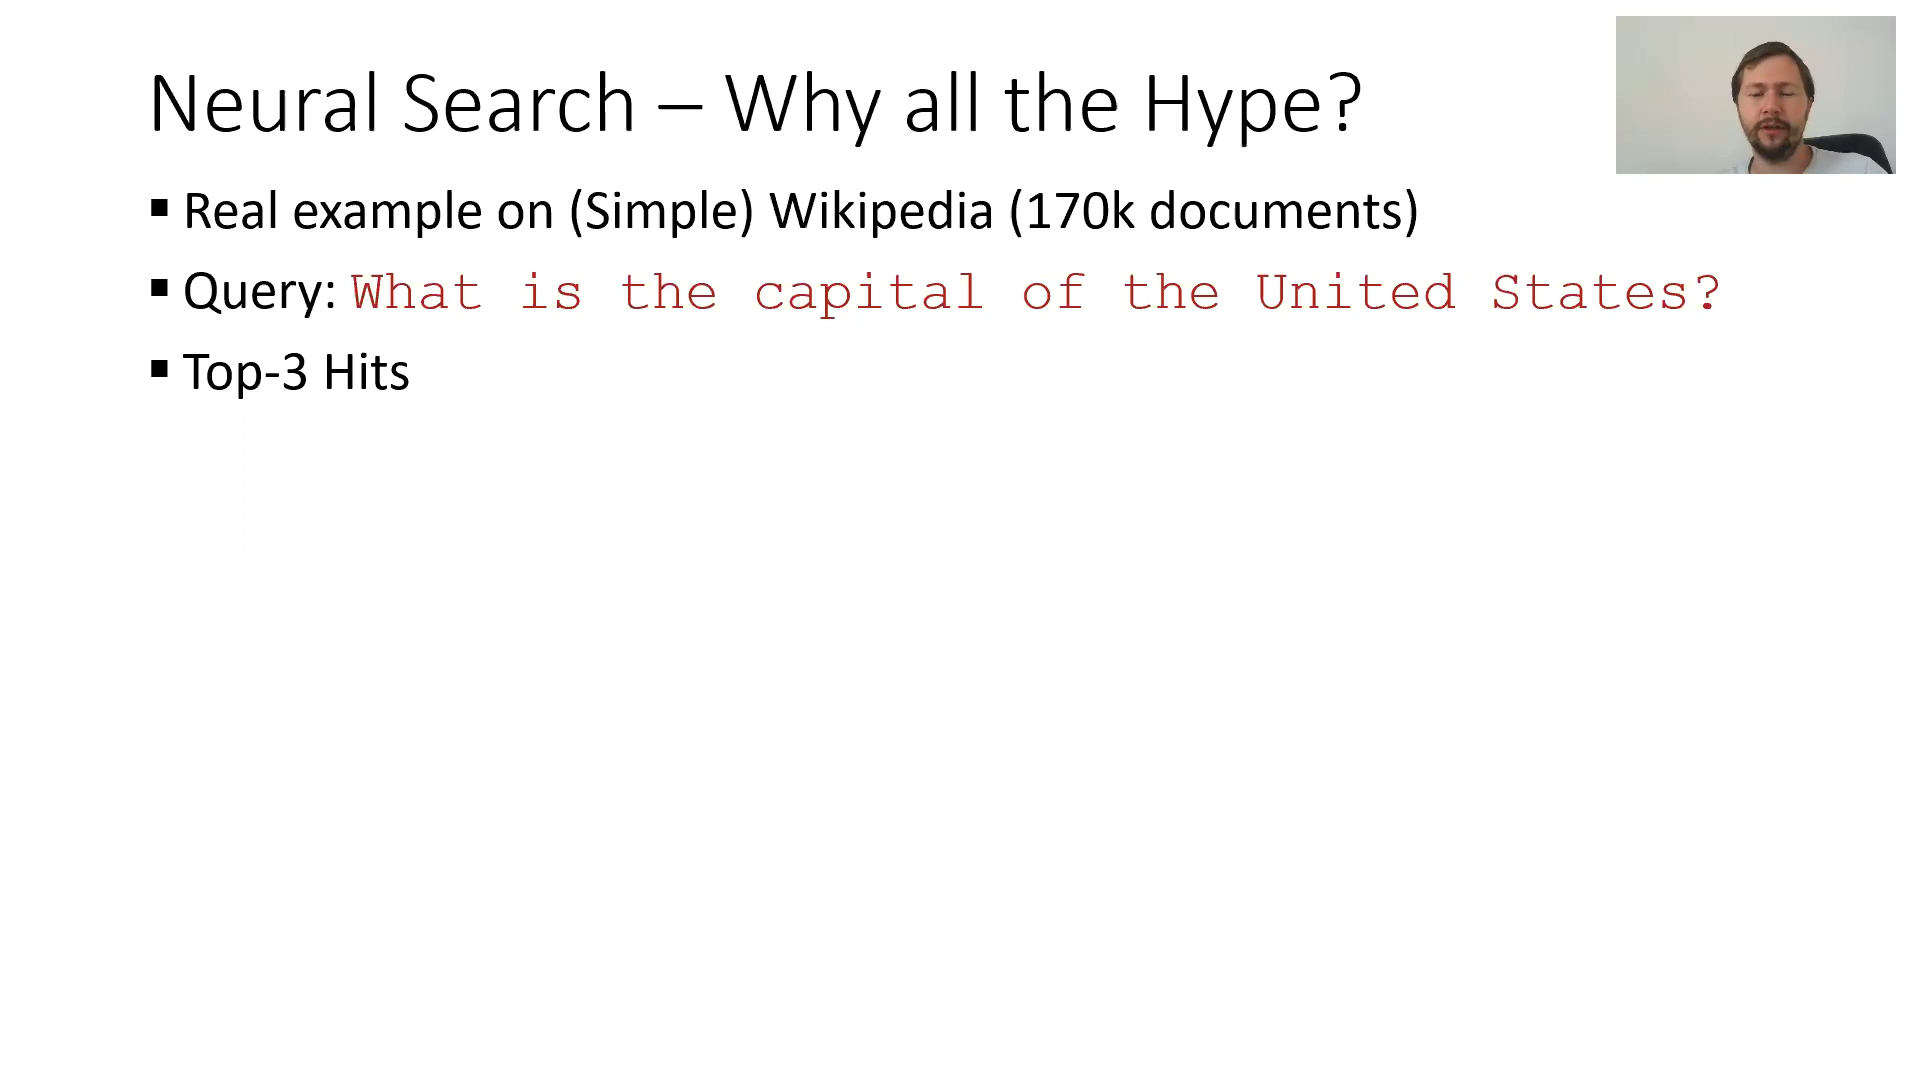 Neural Search – Why all the Hype?
▪ Real example on (Simple) Wikipedia (170k documents)
▪ Query: What is the capital of the United States?
▪ Top-3 Hits